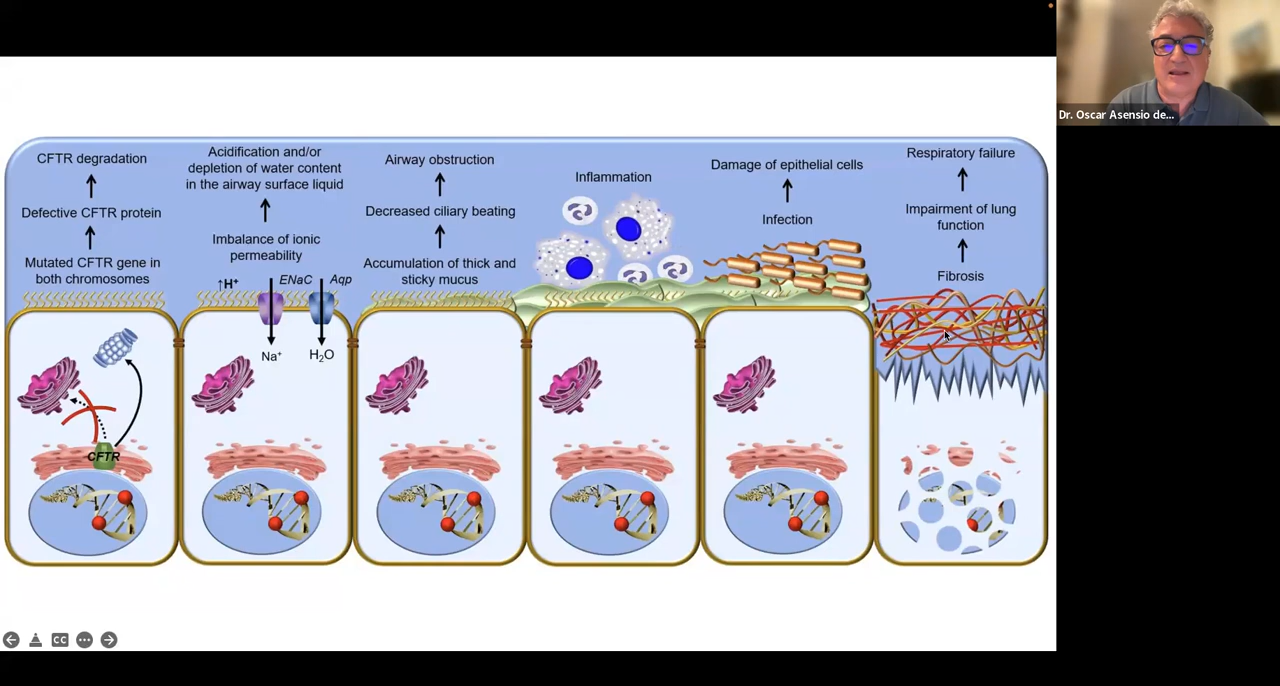 Dr. Oscar Asensio de...
CFTR degradation
Defective CFTR protein
Mutated CFTR gene in
both chromosomes
CFTR
Acidification and/or
depletion of water content
in the airway surface liquid
Imbalance of ionic
permeability
↑H⁺
ENaC
Aqp
Na⁺
H₂O
Airway obstruction
Decreased ciliary beating
Accumulation of thick and
sticky mucus
Inflammation
Damage of epithelial cells
Infection
Respiratory failure
Impairment of lung
function
Fibrosis
CC